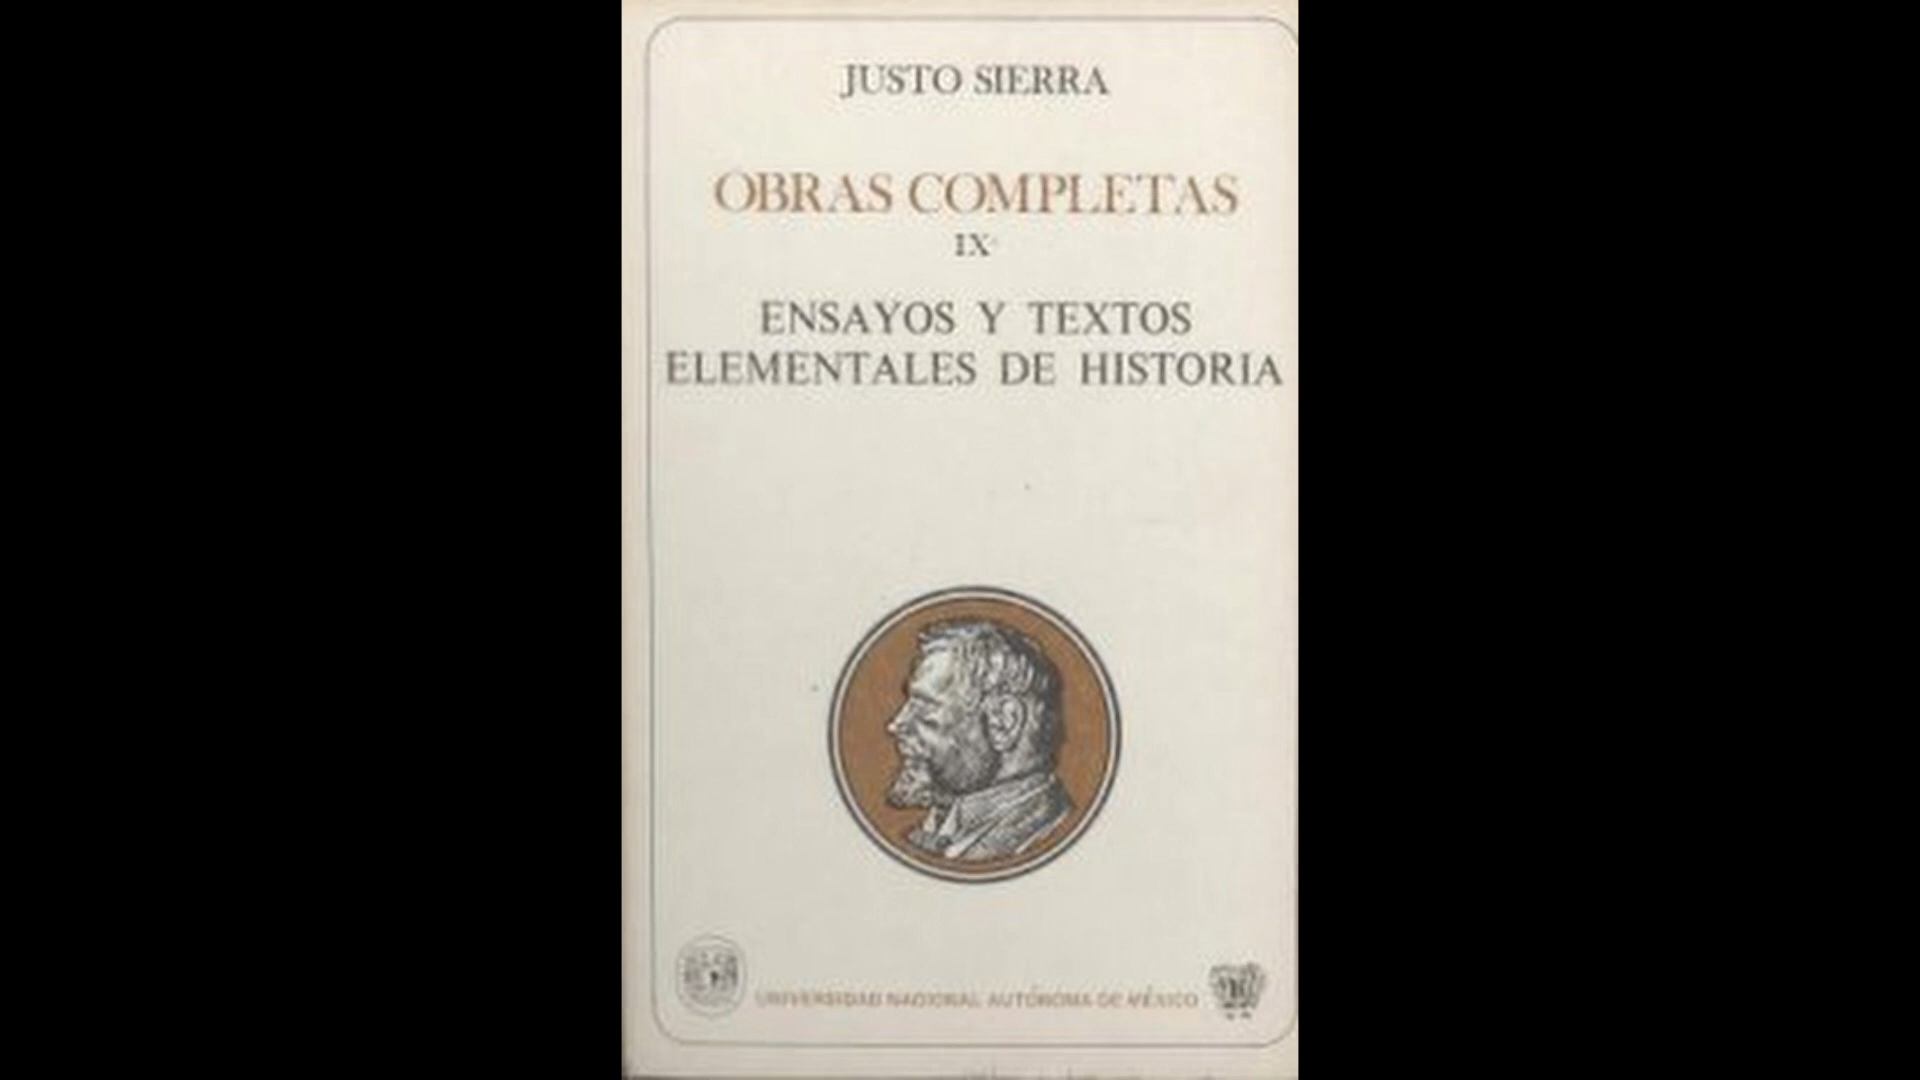 JUSTO SIERRA
OBRAS COMPLETAS
IX
ENSAYOS Y TEXTOS
ELEMENTALES DE HISTORIA
UNIVERSIDAD NACIONAL AUTÓNOMA DE MÉXICO